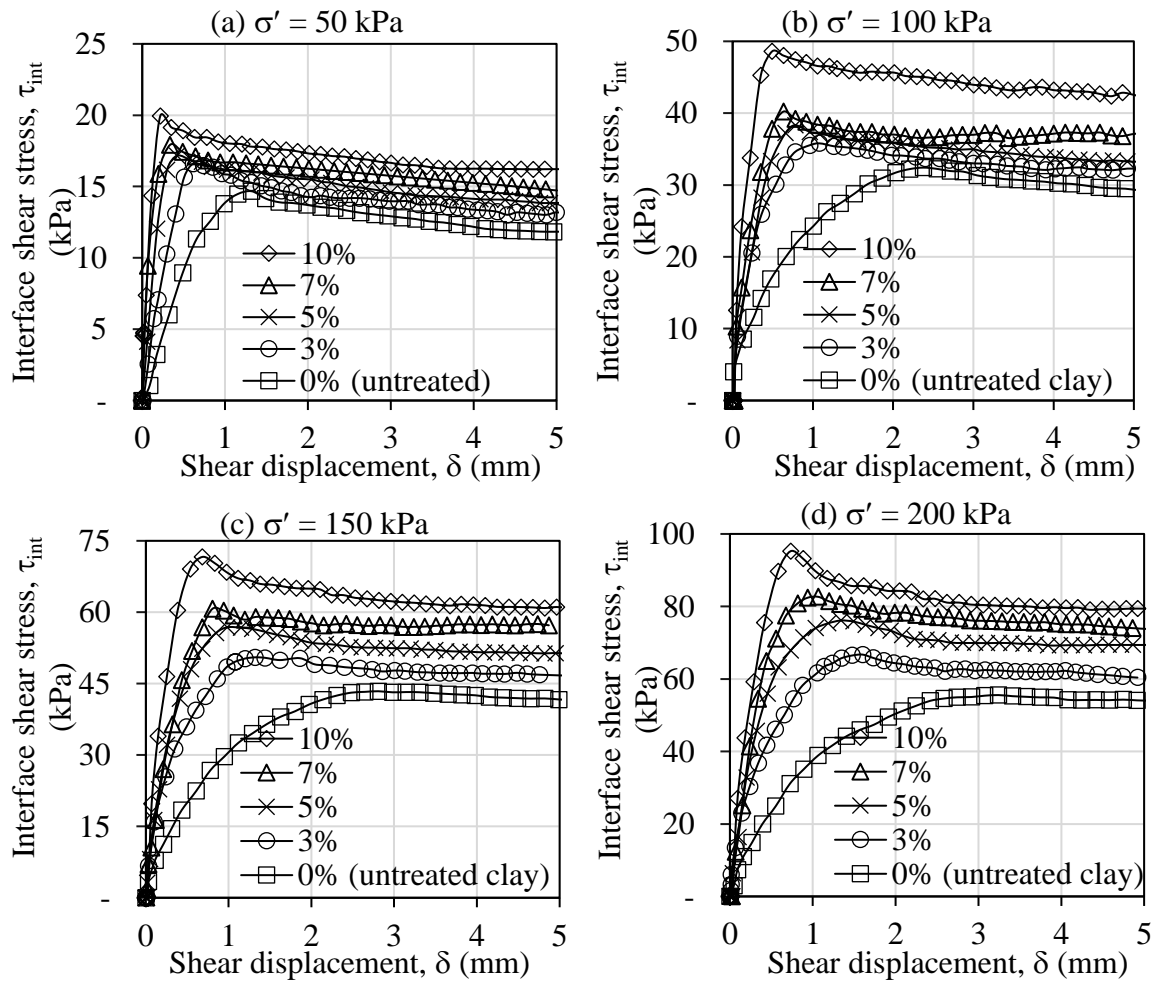 (a) σ′ = 50 kPa
Interface shear stress, τint
(kPa)
25
20
15
10
5
-
10%
7%
5%
3%
0% (untreated)
0 1 2 3 4 5
Shear displacement, δ (mm)
(b) σ′ = 100 kPa
Interface shear stress, τint
(kPa)
50
40
30
20
10
-
10%
7%
5%
3%
0% (untreated clay)
0 1 2 3 4 5
Shear displacement, δ (mm)
(c) σ′ = 150 kPa
Interface shear stress, τint
(kPa)
75
60
45
30
15
-
10%
7%
5%
3%
0% (untreated clay)
0 1 2 3 4 5
Shear displacement, δ (mm)
(d) σ′ = 200 kPa
Interface shear stress, τint
(kPa)
100
80
60
40
20
-
10%
7%
5%
3%
0% (untreated clay)
0 1 2 3 4 5
Shear displacement, δ (mm)